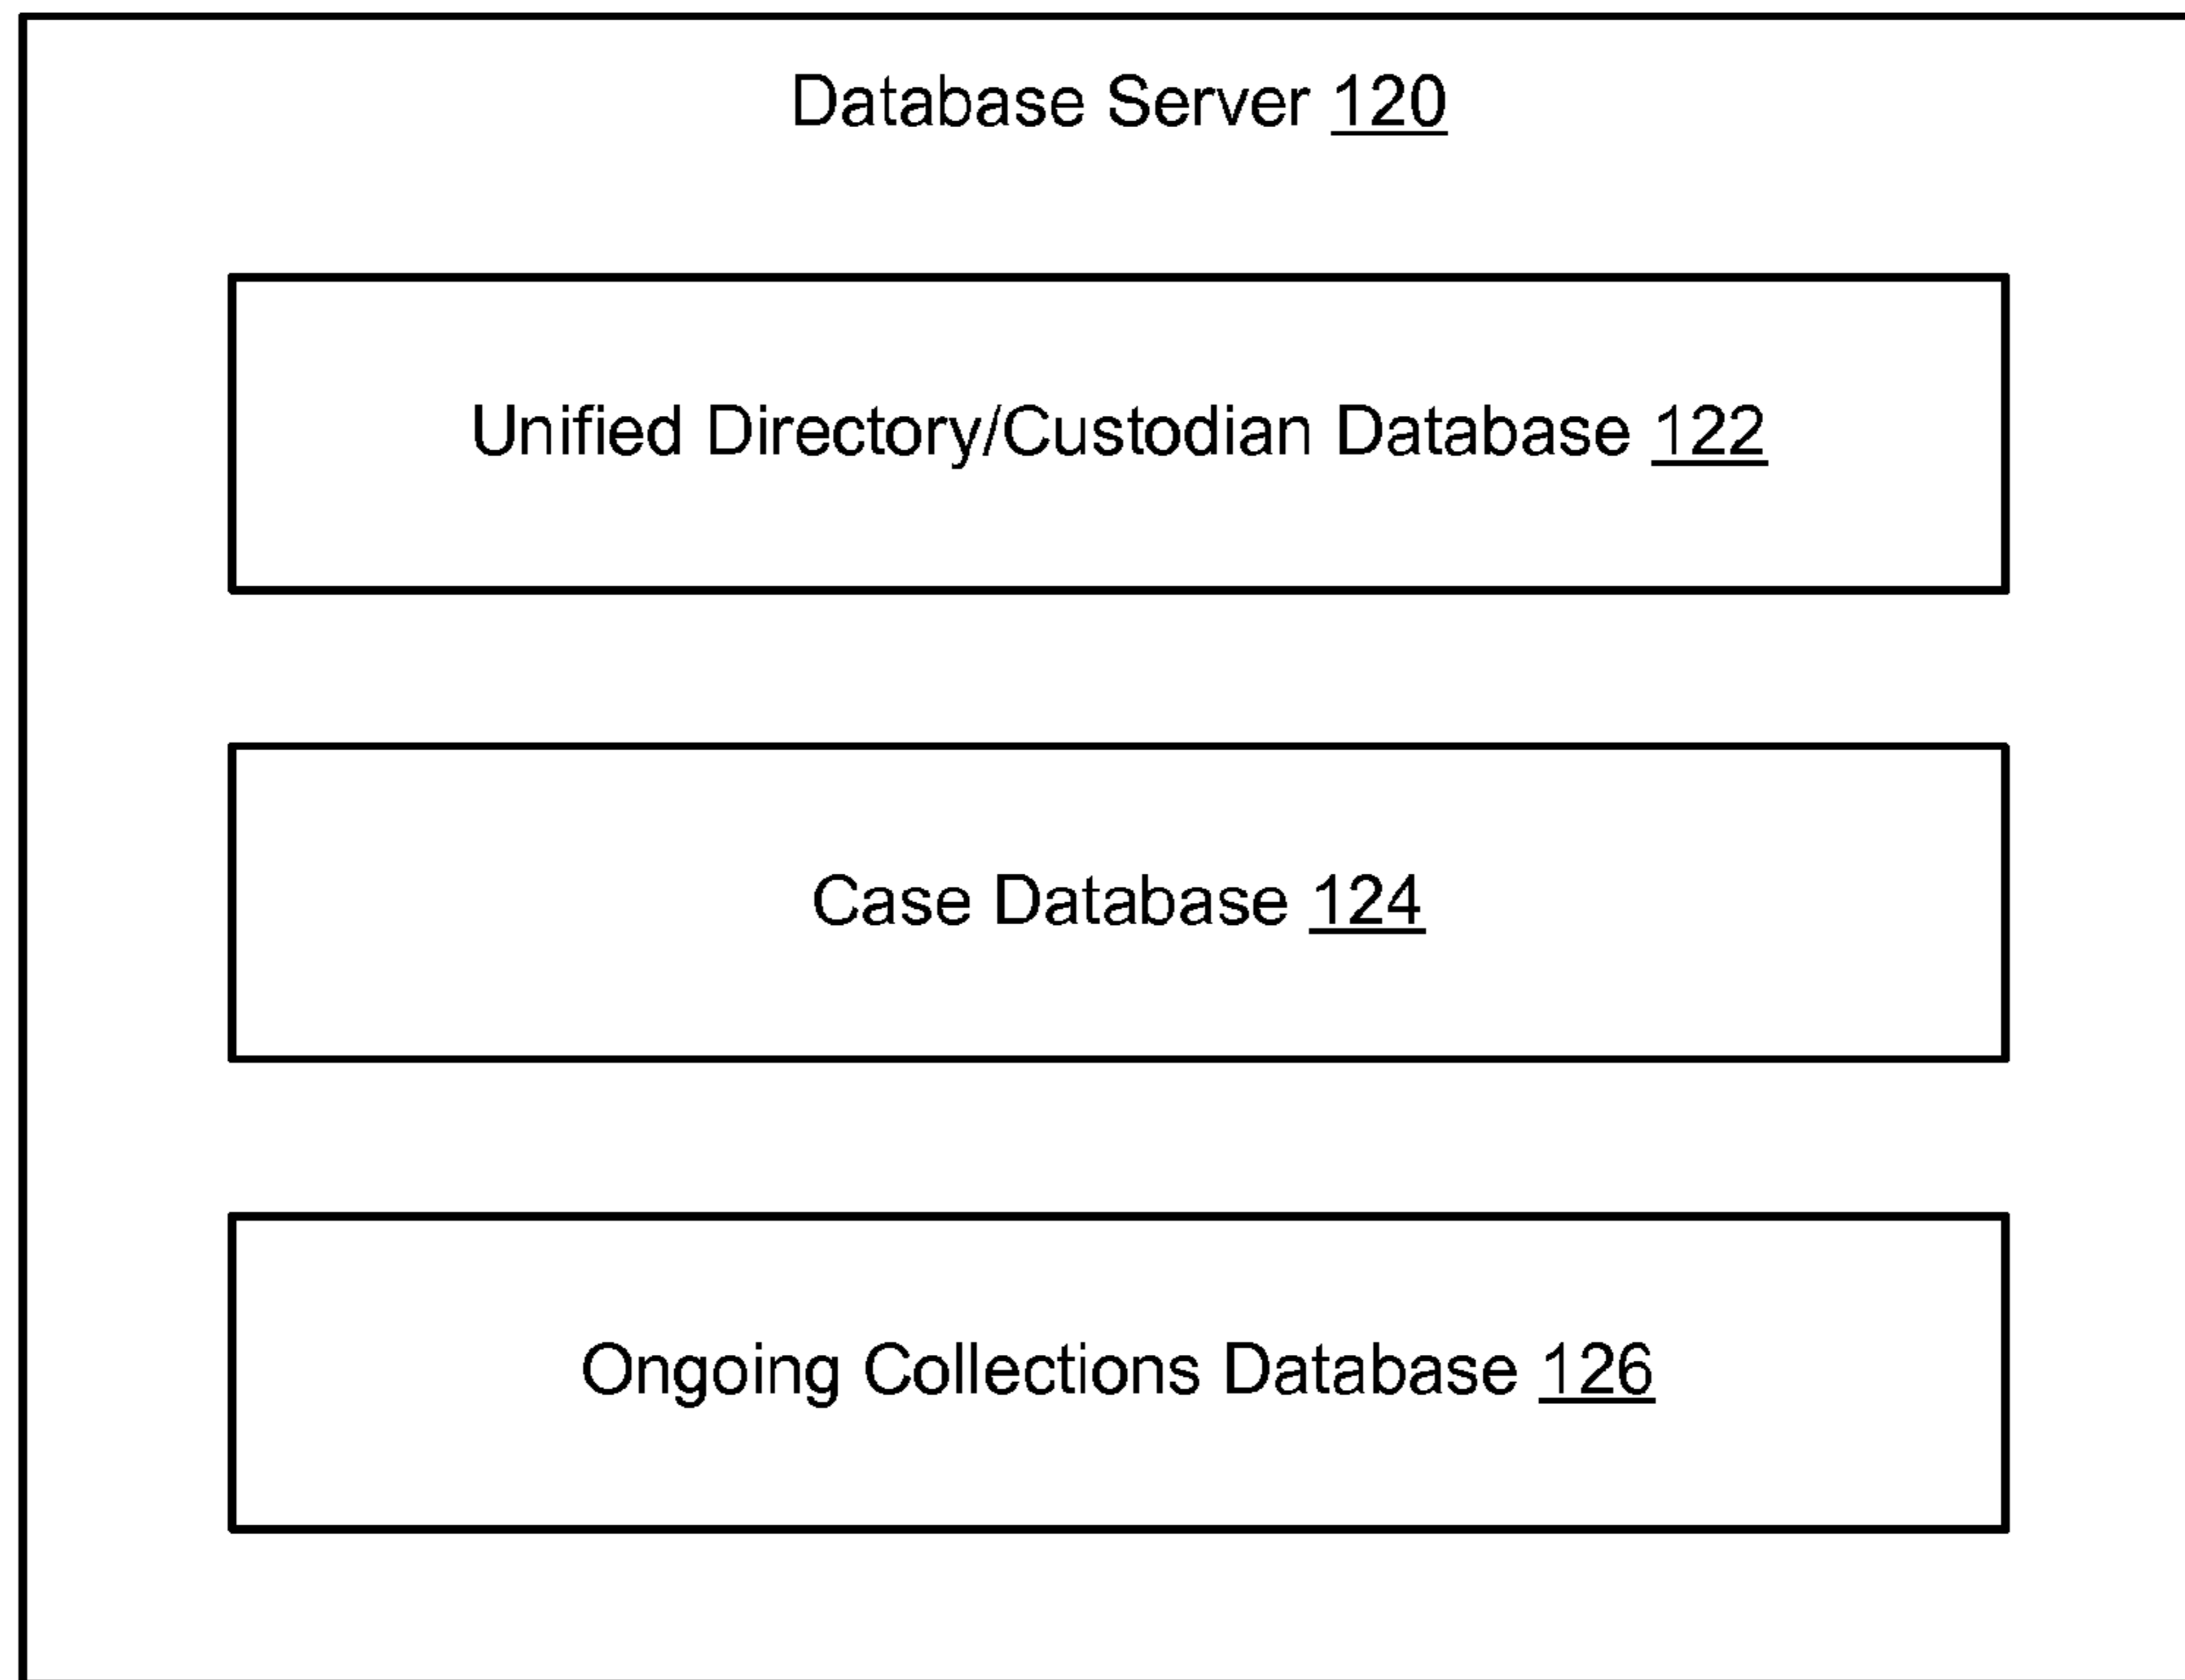 Database Server 120
Unified Directory/Custodian Database 122
Case Database 124
Ongoing Collections Database 126